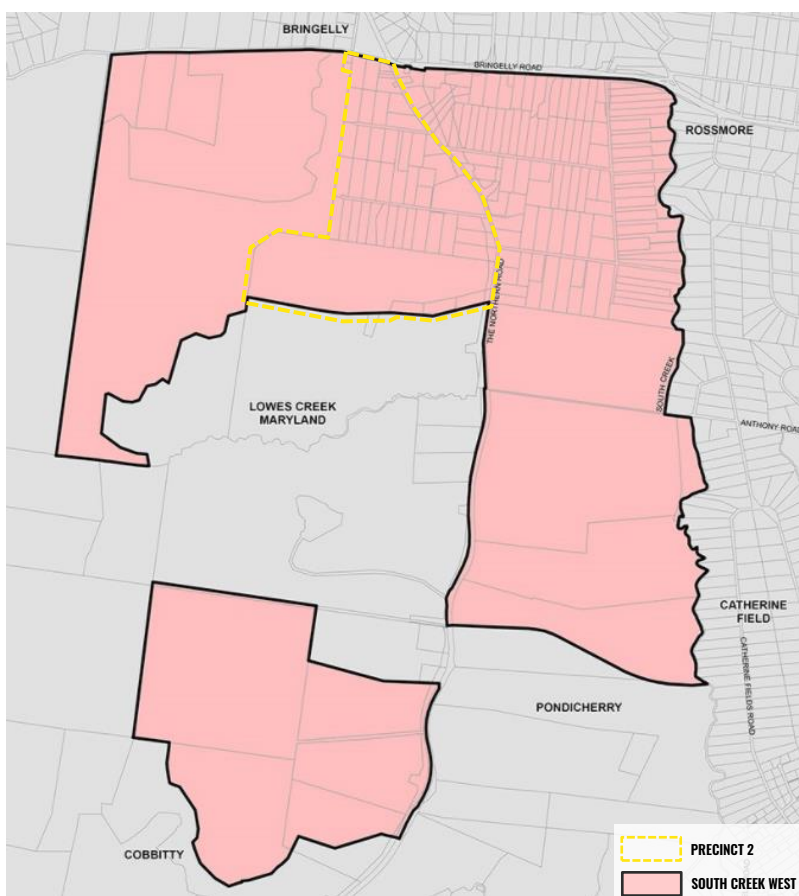 BRINGELLY
BRINGELLY ROAD
ROSSMORE
THE NORTHERN ROAD
SOUTH CREEK
LOWES CREEK
MARYLAND
ANTHONY ROAD
CATHERINE
FIELD
CATHERINE FIELDS ROAD
PONDICHERRY
COBBITTY
PRECINCT 2
SOUTH CREEK WEST